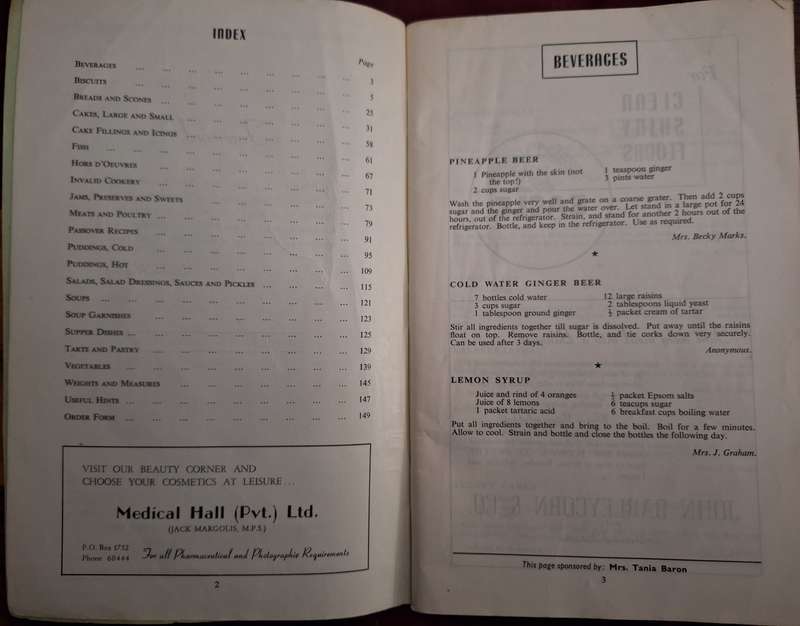 INDEX
Page
BEVERAGES ... ... ... ... ... ... ... ... 3
BISCUITS ... ... ... ... ... ... ... ... 5
BREADS AND SCONES ... ... ... ... ... ... ... 25
CAKES, LARGE AND SMALL ... ... ... ... ... ... 31
CAKE FILLINGS AND ICINGS ... ... ... ... ... ... 58
FISH ... ... ... ... ... ... ... ... 61
HORS D'OEUVRES ... ... ... ... ... ... ... 67
INVALID COOKERY ... ... ... ... ... ... ... 71
JAMS, PRESERVES AND SWEETS ... ... ... ... ... 73
MEATS AND POULTRY ... ... ... ... ... ... ... 79
PASSOVER RECIPES ... ... ... ... ... ... ... 91
PUDDINGS, COLD ... ... ... ... ... ... ... 95
PUDDINGS, HOT ... ... ... ... ... ... ... 109
SALADS, SALAD DRESSINGS, SAUCES AND PICKLES ... ... ... 115
SOUPS ... ... ... ... ... ... ... ... 121
SOUP GARNISHES ... ... ... ... ... ... ... 123
SUPPER DISHES ... ... ... ... ... ... ... ... 125
TARTS AND PASTRY ... ... ... ... ... ... ... 129
VEGETABLES ... ... ... ... ... ... ... ... 139
WEIGHTS AND MEASURES ... ... ... ... ... ... 145
USEFUL HINTS ... ... ... ... ... ... ... ... 147
ORDER FORM ... ... ... ... ... ... ... ... 149
VISIT OUR BEAUTY CORNER AND
CHOOSE YOUR COSMETICS AT LEISURE ...
Medical Hall (Pvt.) Ltd.
(JACK MARGOLIS, M.P.S.)
P.O. Box 1732
Phone 60444
For all Pharmaceutical and Photographic Requirements
2
BEVERAGES
PINEAPPLE BEER
1 Pineapple with the skin (not
the top!)
2 cups sugar
1 teaspoon ginger
3 pints water
Wash the pineapple very well and grate on a coarse grater. Then add 2 cups
sugar and the ginger and pour the water over. Let stand in a large pot for 24
hours, out of the refrigerator. Strain, and stand for another 2 hours out of the
refrigerator. Bottle, and keep in the refrigerator. Use as required.
Mrs. Becky Marks.
★
COLD WATER GINGER BEER
7 bottles cold water
3 cups sugar
1 tablespoon ground ginger
12 large raisins
2 tablespoons liquid yeast
½ packet cream of tartar
Stir all ingredients together till sugar is dissolved. Put away until the raisins
float on top. Remove raisins. Bottle, and tie corks down very securely.
Can be used after 3 days.
Anonymous.
★
LEMON SYRUP
Juice and rind of 4 oranges
Juice of 8 lemons
1 packet tartaric acid
½ packet Epsom salts
6 teacups sugar
6 breakfast cups boiling water
Put all ingredients together and bring to the boil. Boil for a few minutes.
Allow to cool. Strain and bottle and close the bottles the following day.
Mrs. J. Graham.
This page sponsored by: Mrs. Tania Baron
3